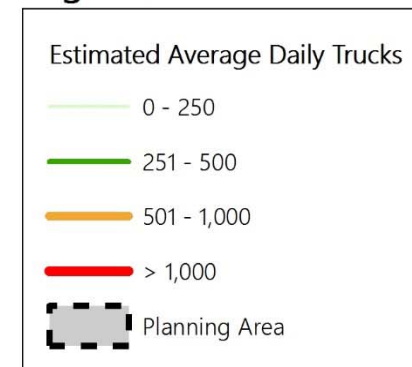 Estimated Average Daily Trucks
0 - 250
251 - 500
501 - 1,000
> 1,000
Planning Area